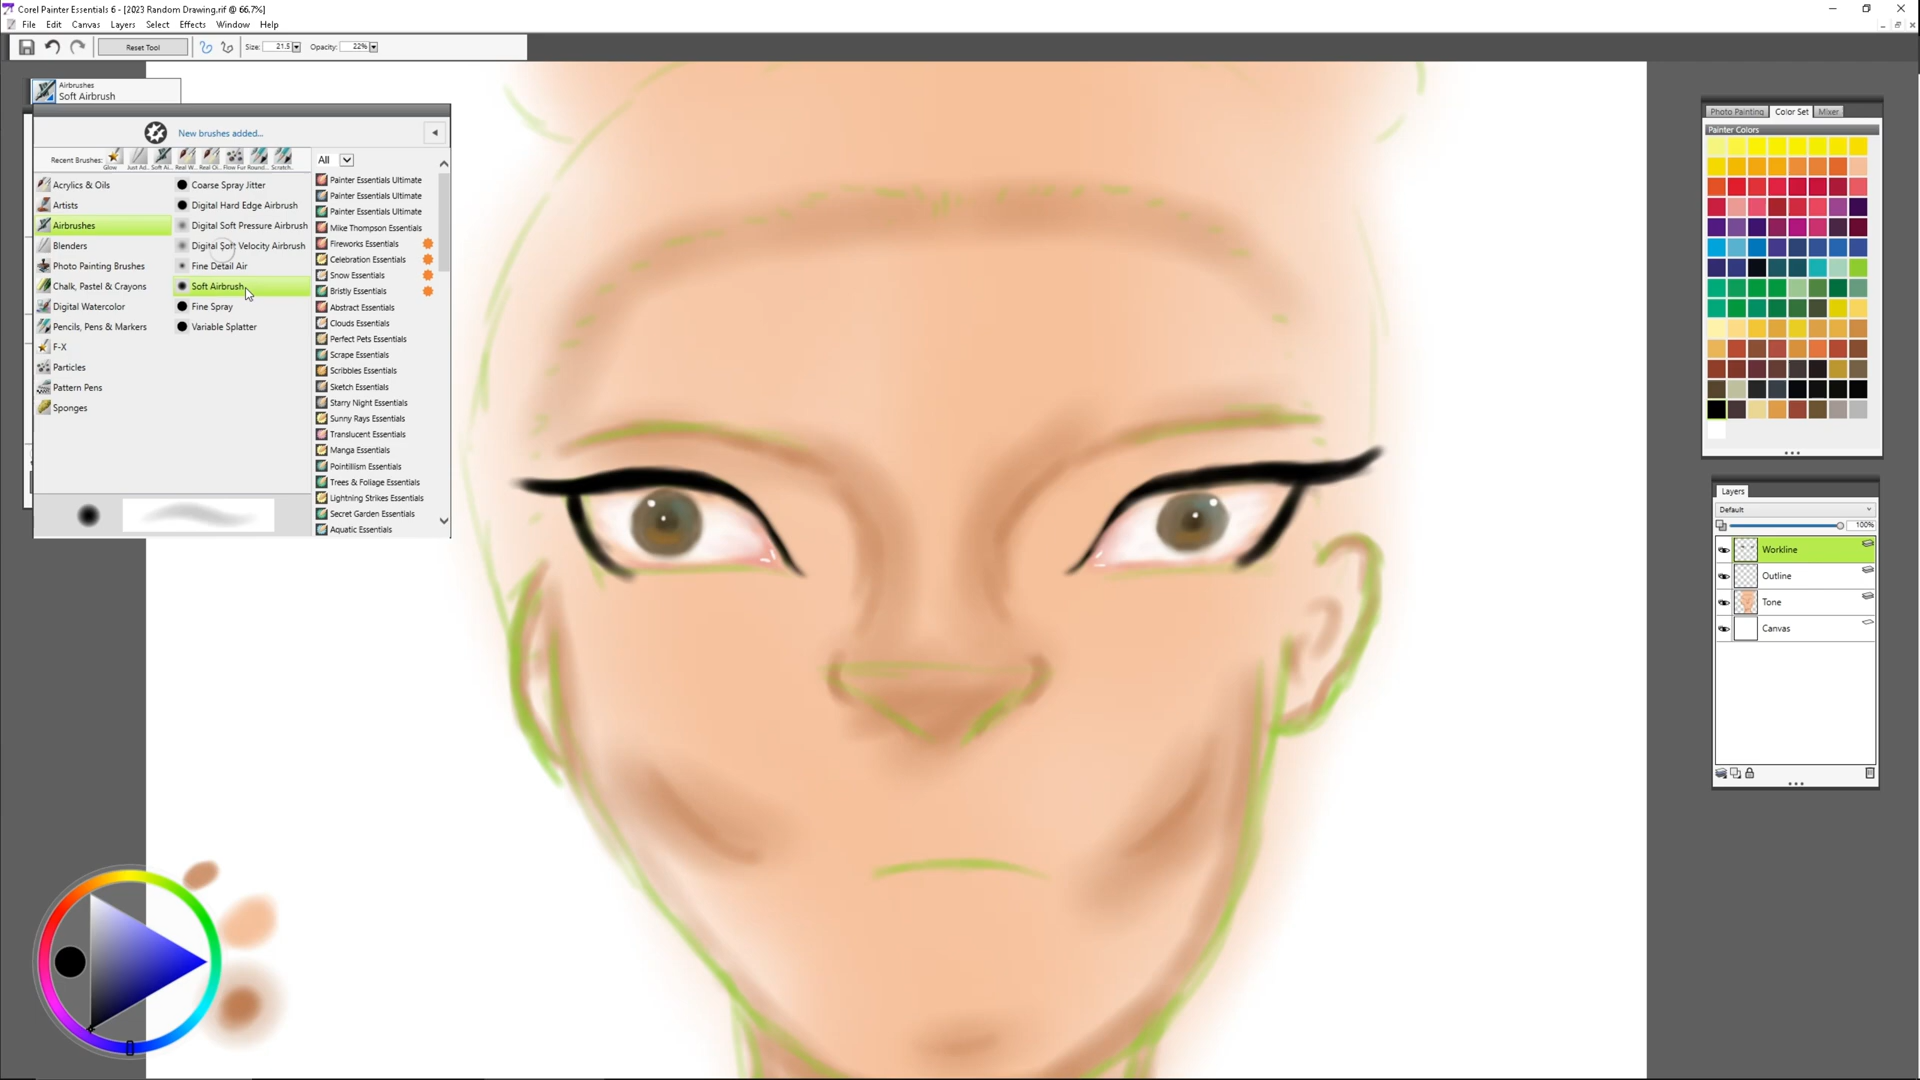 Corel Painter Essentials 6 - [2023 Random Drawing.rif @ 66.7%]
File Edit Canvas Layers Select Effects Window Help
Reset Tool Size: 21.5 Opacity: 22%
Airbrushes
Soft Airbrush
New brushes added...
Recent Brushes:
Glow Just Ad... Soft Ai... Real W... Real Oi... Flow Fur Round... Scratch...
All
Acrylics & Oils
Artists
Airbrushes
Blenders
Photo Painting Brushes
Chalk, Pastel & Crayons
Digital Watercolor
Pencils, Pens & Markers
F-X
Particles
Pattern Pens
Sponges
Coarse Spray Jitter
Digital Hard Edge Airbrush
Digital Soft Pressure Airbrush
Digital Soft Velocity Airbrush
Fine Detail Air
Soft Airbrush
Fine Spray
Variable Splatter
Painter Essentials Ultimate
Painter Essentials Ultimate
Painter Essentials Ultimate
Mike Thompson Essentials
Fireworks Essentials
Celebration Essentials
Snow Essentials
Bristly Essentials
Abstract Essentials
Clouds Essentials
Perfect Pets Essentials
Scrape Essentials
Scribbles Essentials
Sketch Essentials
Starry Night Essentials
Sunny Rays Essentials
Translucent Essentials
Manga Essentials
Pointillism Essentials
Trees & Foliage Essentials
Lightning Strikes Essentials
Secret Garden Essentials
Aquatic Essentials
Photo Painting Color Set Mixer
Painter Colors
Layers
Default
100%
Workline
Outline
Tone
Canvas